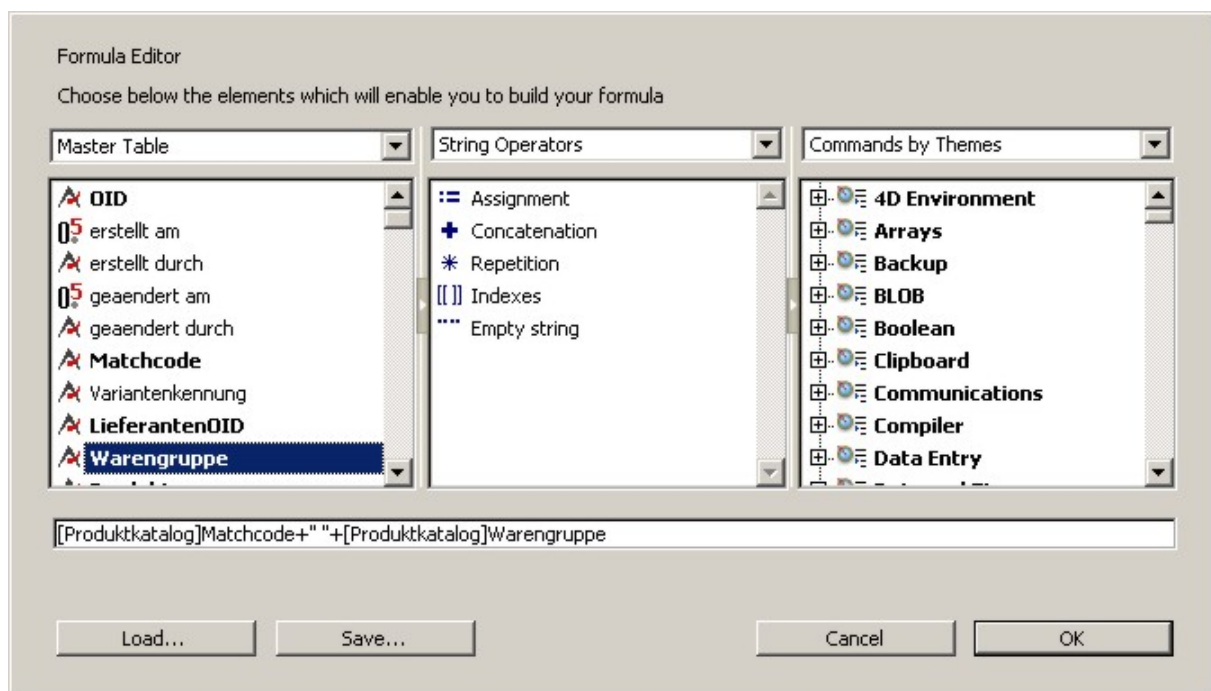 Formula Editor
Choose below the elements which will enable you to build your formula
Master Table
String Operators
Commands by Themes
OID
erstellt am
erstellt durch
geaendert am
geaendert durch
Matchcode
Variantenkennung
LieferantenOID
Warengruppe
:= Assignment
+ Concatenation
* Repetition
[[ ]] Indexes
"" Empty string
4D Environment
Arrays
Backup
BLOB
Boolean
Clipboard
Communications
Compiler
Data Entry
[Produktkatalog]Matchcode+" "+[Produktkatalog]Warengruppe
Load...
Save...
Cancel
OK